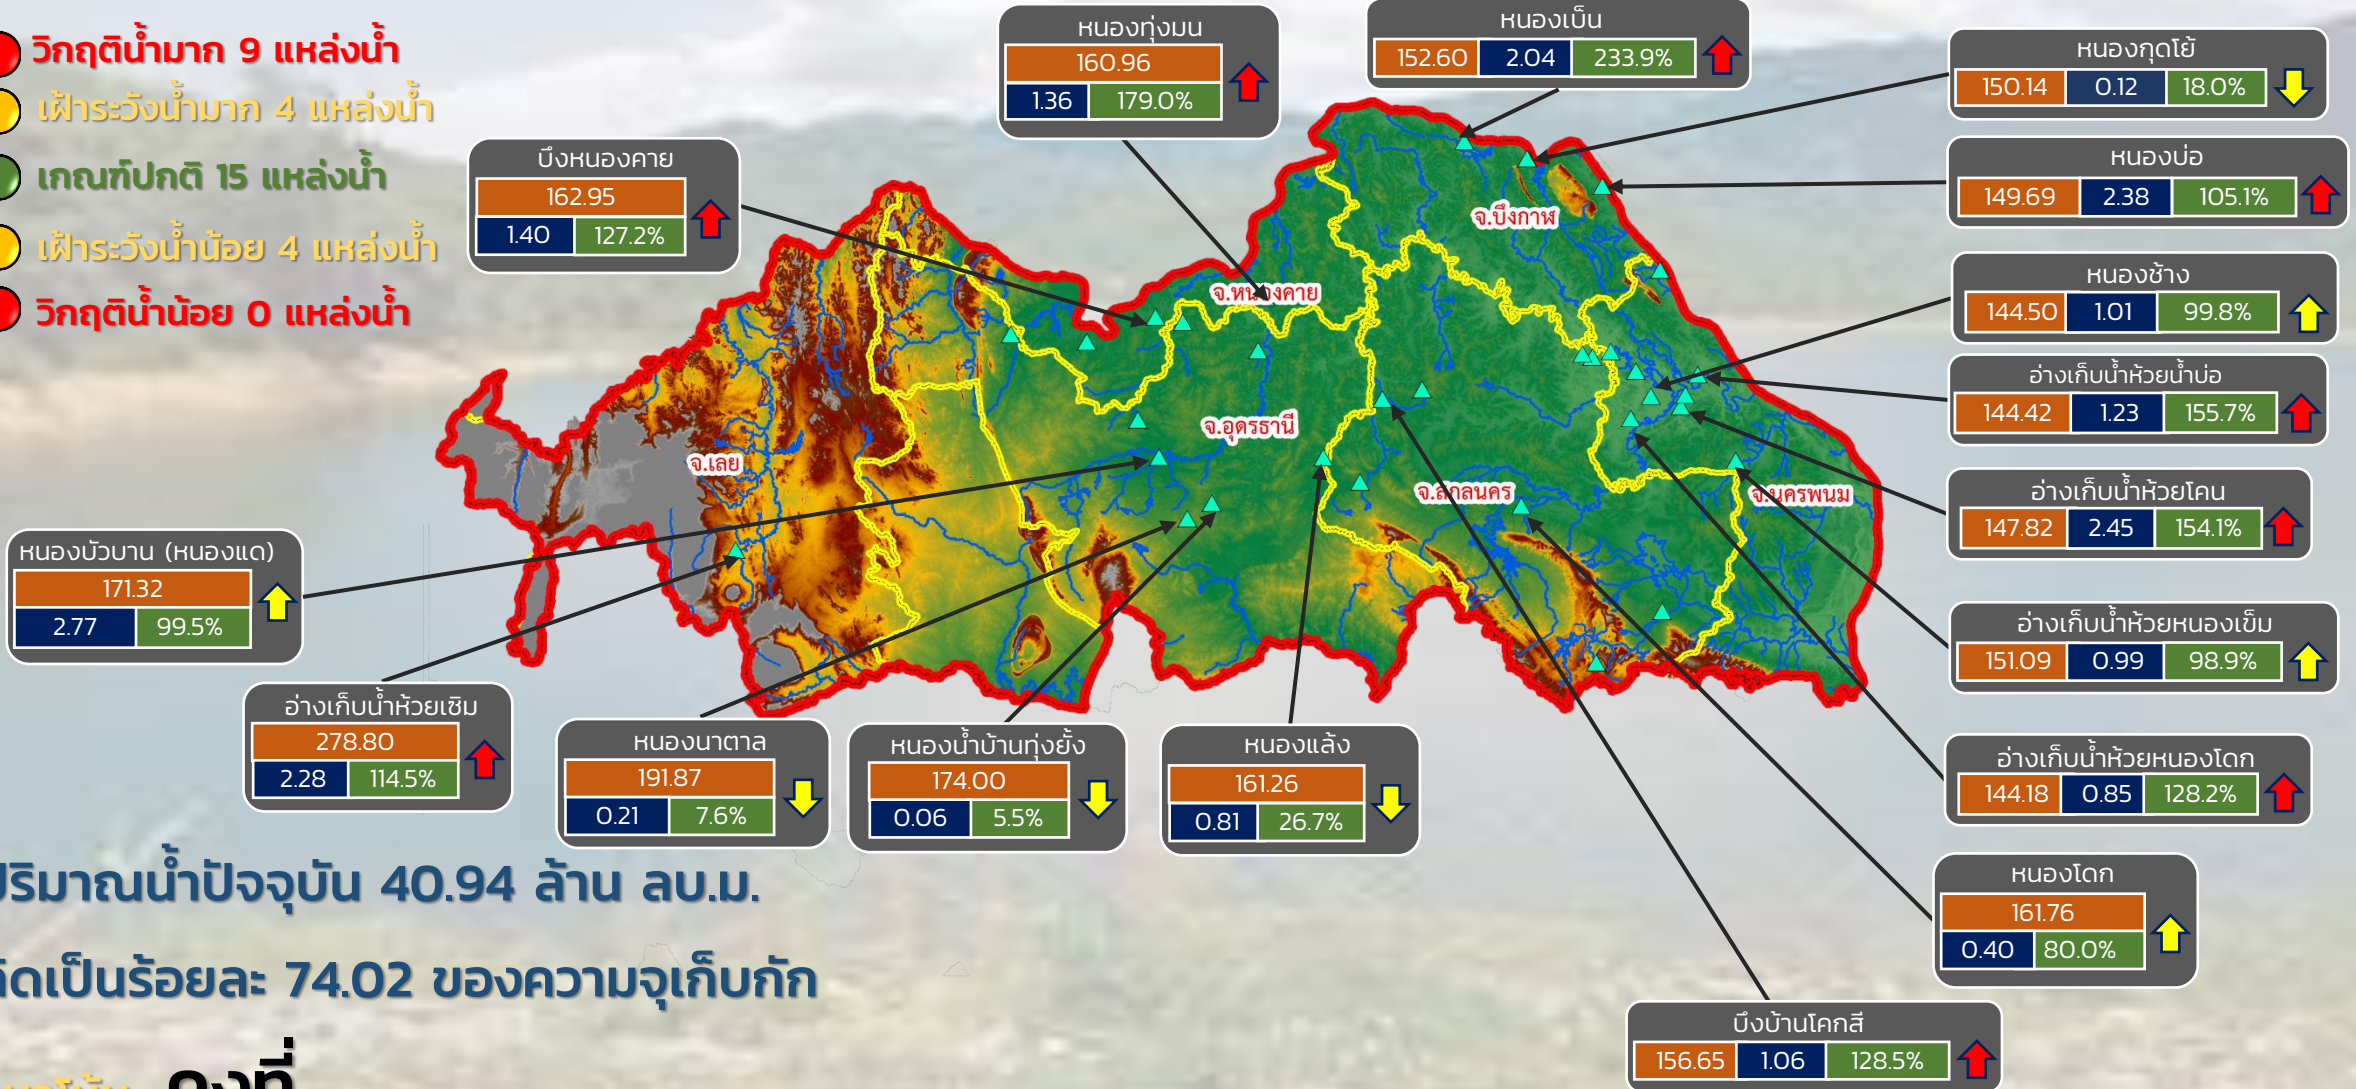 วิกฤติน้ำมาก 9 แหล่งน้ำ
เฝ้าระวังน้ำมาก 4 แหล่งน้ำ
เกณฑ์ปกติ 15 แหล่งน้ำ
เฝ้าระวังน้ำน้อย 4 แหล่งน้ำ
วิกฤติน้ำน้อย 0 แหล่งน้ำ
บึงหนองคาย
162.95
1.40 127.2%
หนองทุ่งมน
160.96
1.36 179.0%
หนองเบ็น
152.60 2.04 233.9%
หนองกุดโย้
150.14 0.12 18.0%
หนองบ่อ
149.69 2.38 105.1%
หนองช้าง
144.50 1.01 99.8%
อ่างเก็บน้ำห้วยน้ำบ่อ
144.42 1.23 155.7%
อ่างเก็บน้ำห้วยโคน
147.82 2.45 154.1%
อ่างเก็บน้ำห้วยหนองเข็ม
151.09 0.99 98.9%
อ่างเก็บน้ำห้วยหนองโดก
144.18 0.85 128.2%
หนองโดก
161.76
0.40 80.0%
บึงบ้านโคกสี
156.65 1.06 128.5%
จ.บึงกาฬ
จ.หนองคาย
จ.อุดรธานี
จ.เลย
จ.สกลนคร
จ.นครพนม
หนองบัวบาน (หนองแด)
171.32
2.77 99.5%
อ่างเก็บน้ำห้วยเซิม
278.80
2.28 114.5%
หนองนาตาล
191.87
0.21 7.6%
หนองน้ำบ้านทุ่งยั้ง
174.00
0.06 5.5%
หนองแล้ง
161.26
0.81 26.7%
ปริมาณน้ำปัจจุบัน 40.94 ล้าน ลบ.ม.
คิดเป็นร้อยละ 74.02 ของความจุเก็บกัก
คงที่